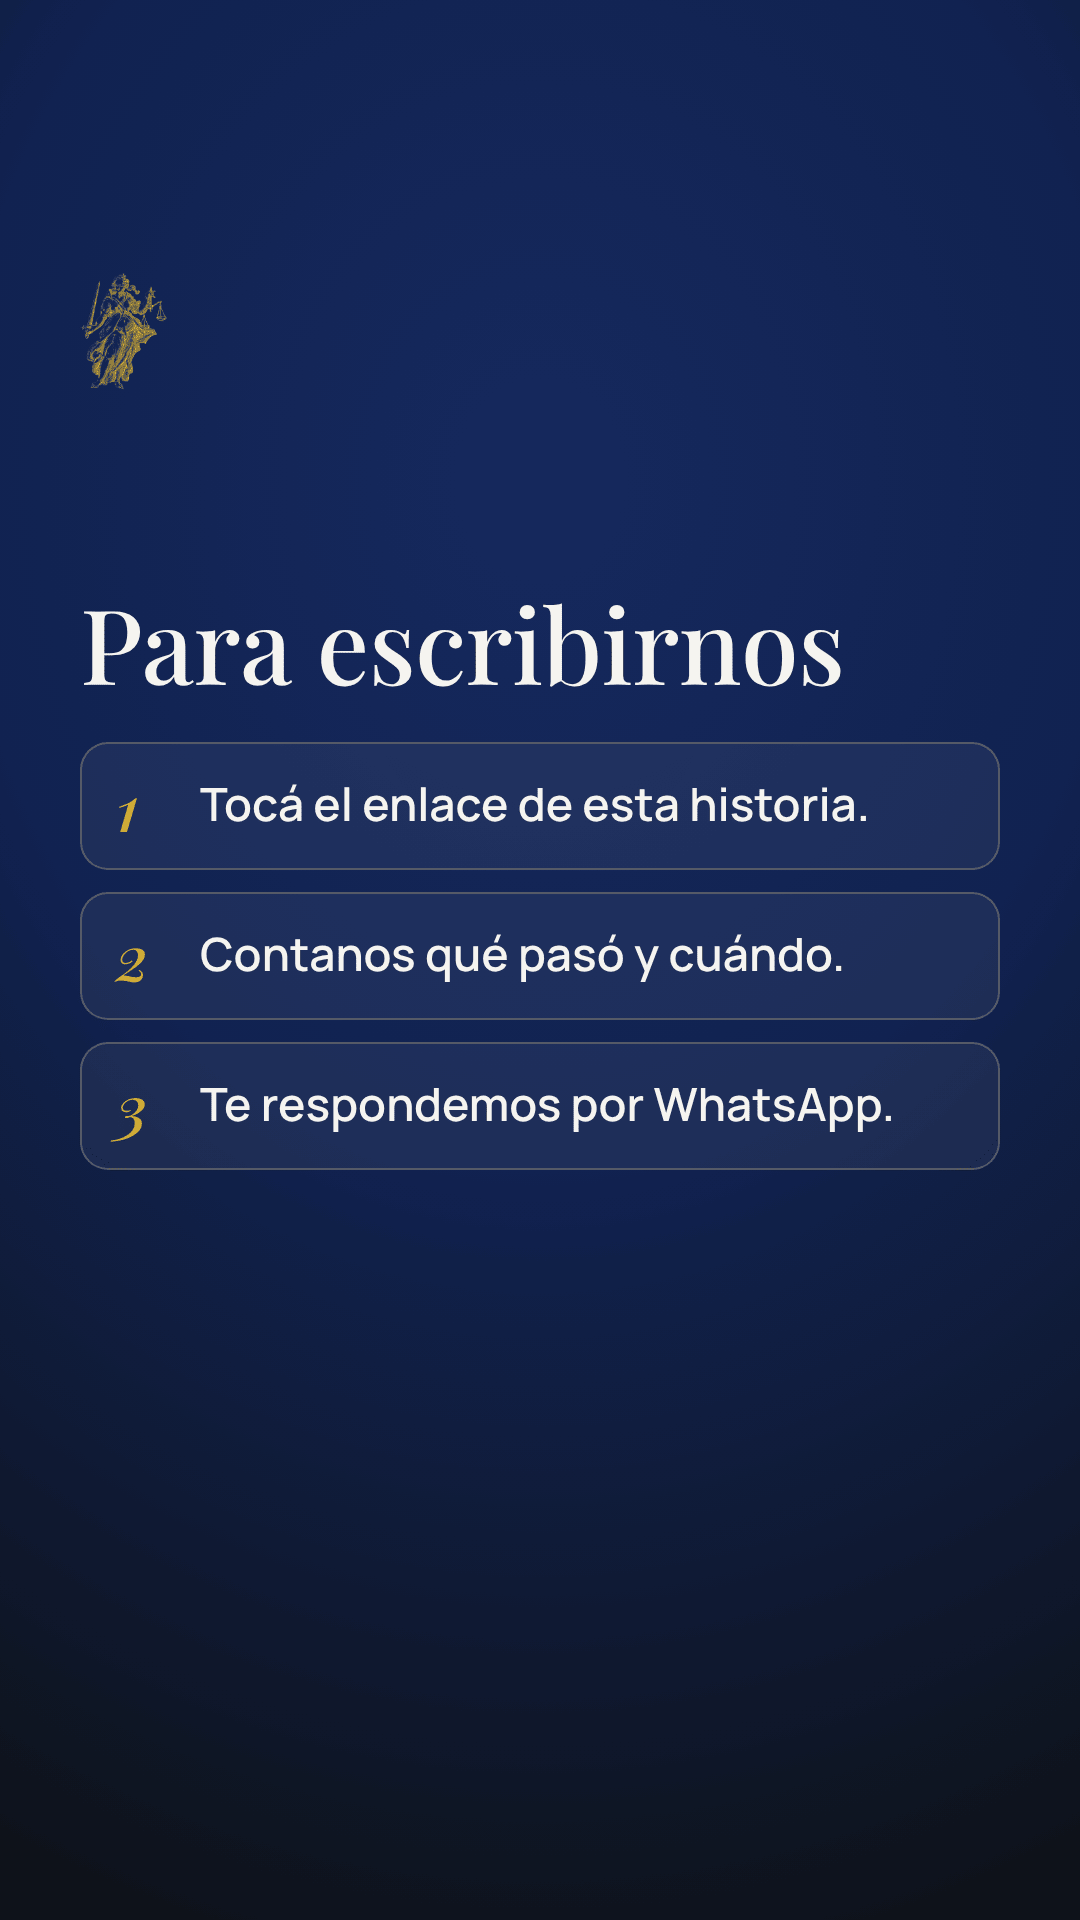 Para escribirnos
1 Tocá el enlace de esta historia.
2 Contanos qué pasó y cuándo.
3 Te respondemos por WhatsApp.